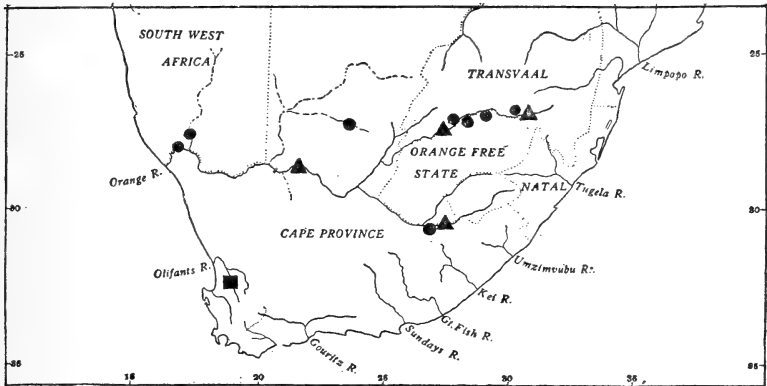 SOUTH WEST
AFRICA
25
25
TRANSVAAL
Limpopo R.
ORANGE FREE
STATE
Orange R.
NATAL
Tugela R.
30
30
CAPE PROVINCE
Olifants R.
Umzimvubu R.
Kei R.
Gt. Fish R.
Sundays R.
Gouritz R.
35
35
15
20
25
30
35